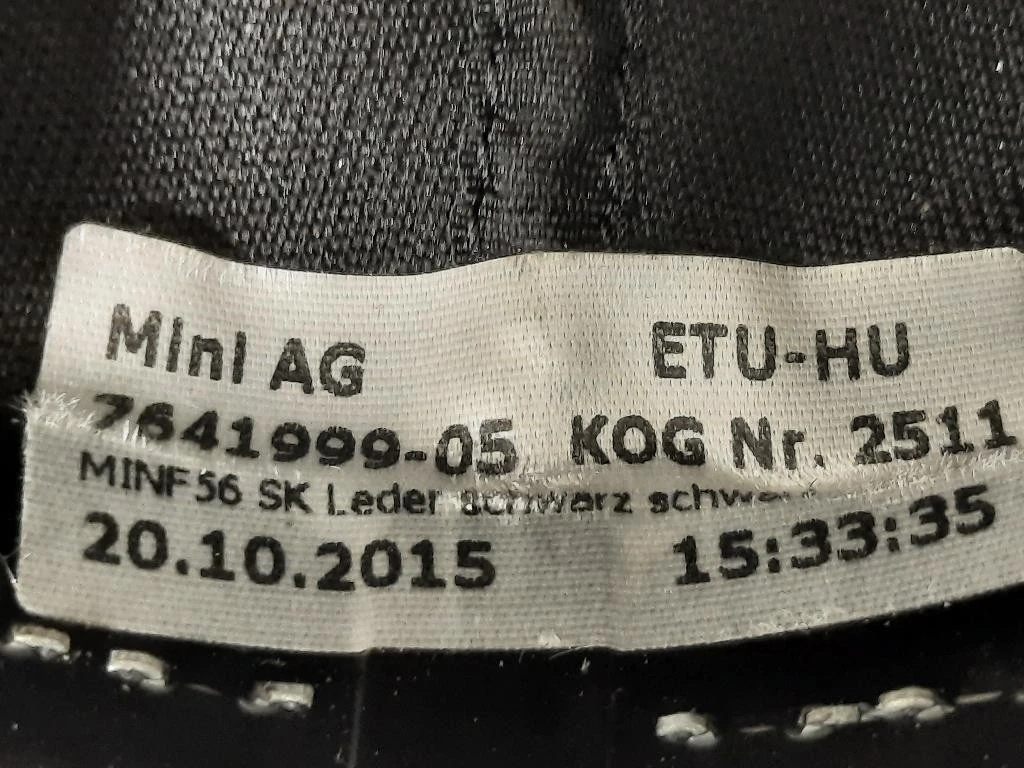 Mini AG ETU-HU
7641999-05 KOG Nr. 2511
MINF56 SK Leder schwarz
20.10.2015 15:33:35